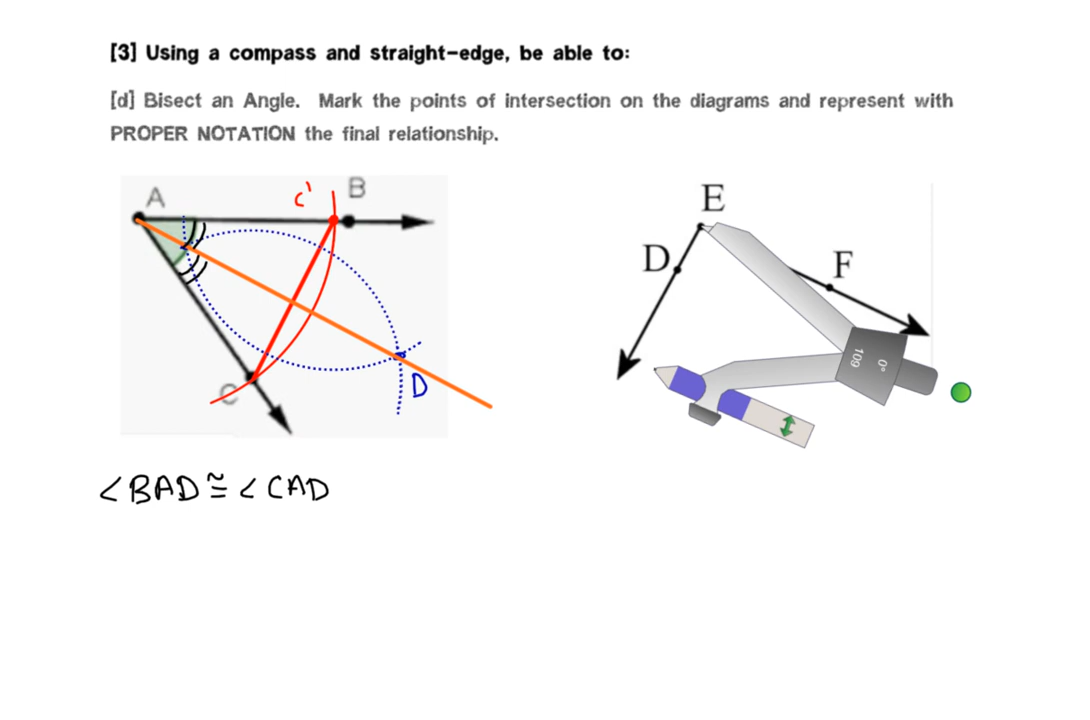 [3] Using a compass and straight-edge, be able to:
[d] Bisect an Angle. Mark the points of intersection on the diagrams and represent with
PROPER NOTATION the final relationship.
A
C'
B
C
D
∠BAD ≅ ∠CAD
E
D
F
109
0°